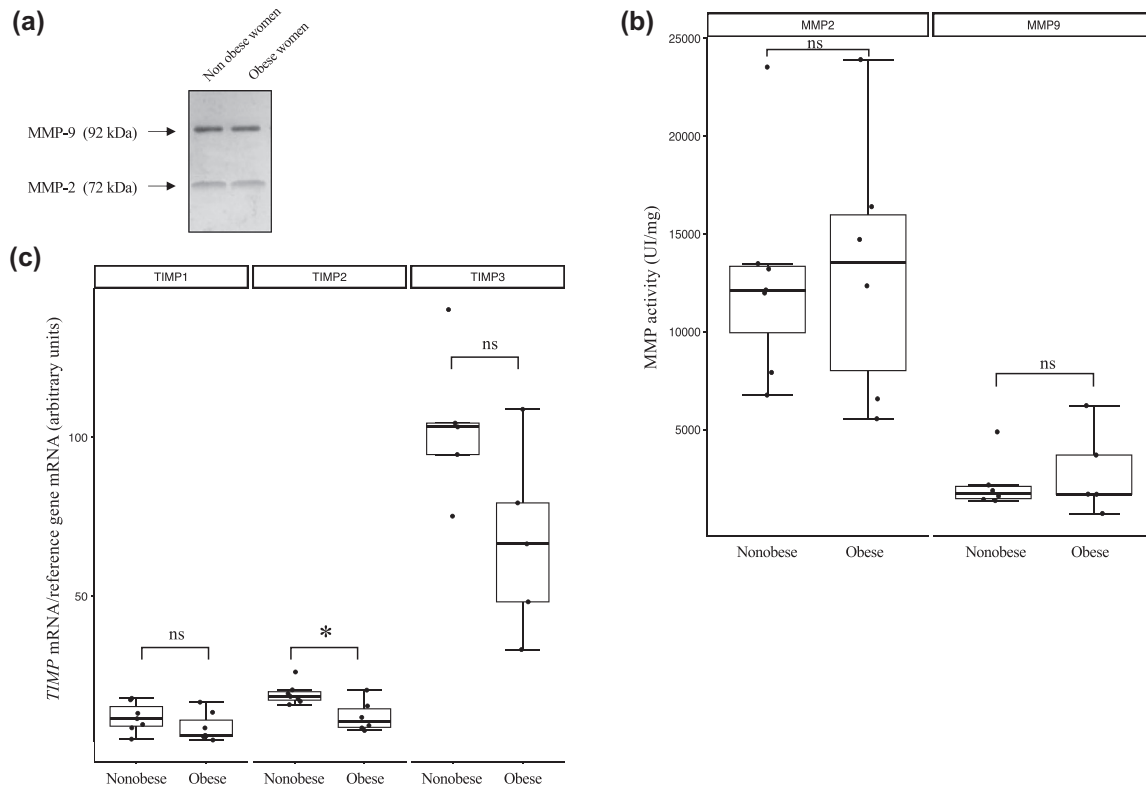 (a)
Non obese women
Obese women
MMP-9 (92 kDa)
MMP-2 (72 kDa)
(b)
MMP2
MMP9
ns
ns
MMP activity (UI/mg)
25000
20000
15000
10000
5000
Nonobese
Obese
Nonobese
Obese
(c)
TIMP1
TIMP2
TIMP3
ns
*
ns
TIMP mRNA/reference gene mRNA (arbitrary units)
100
50
Nonobese
Obese
Nonobese
Obese
Nonobese
Obese